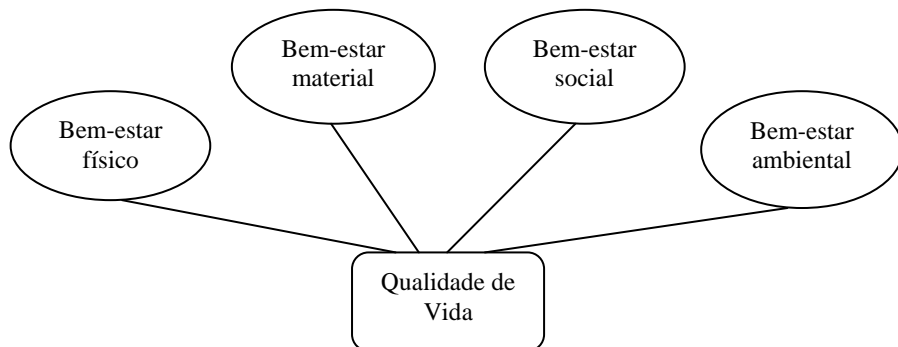 Bem-estar
material
Bem-estar
social
Bem-estar
físico
Bem-estar
ambiental
Qualidade de
Vida